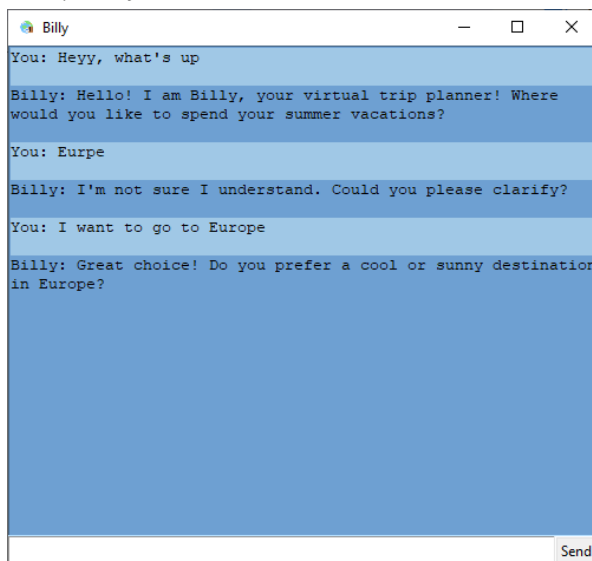 Billy
You: Heyy, what's up
Billy: Hello! I am Billy, your virtual trip planner! Where
would you like to spend your summer vacations?
You: Eurpe
Billy: I'm not sure I understand. Could you please clarify?
You: I want to go to Europe
Billy: Great choice! Do you prefer a cool or sunny destination
in Europe?
Send